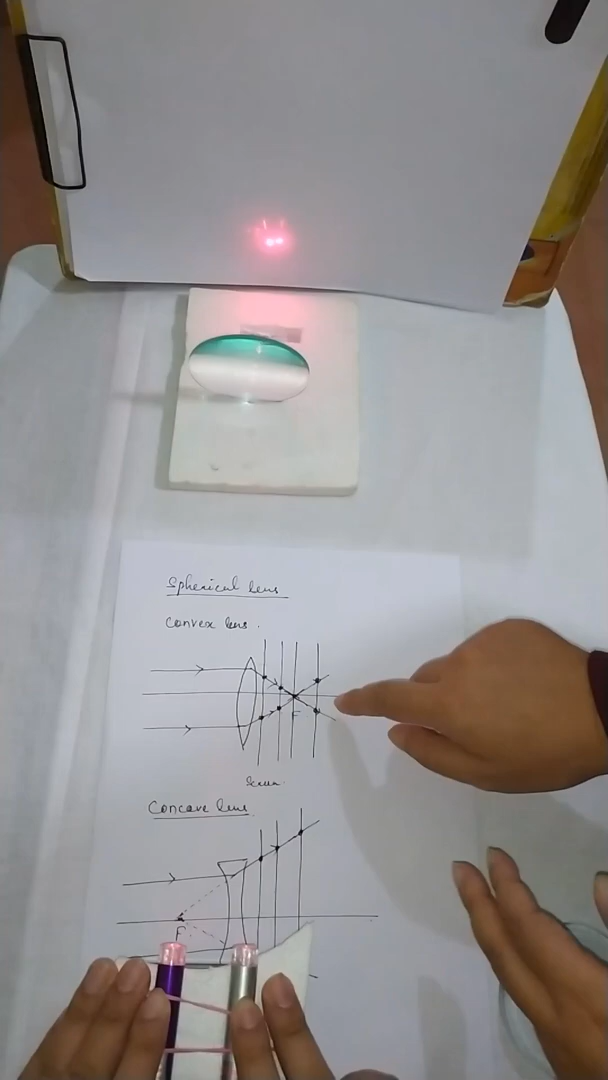 Spherical lens
Convex lens.
F
Screen.
Concave lens
F